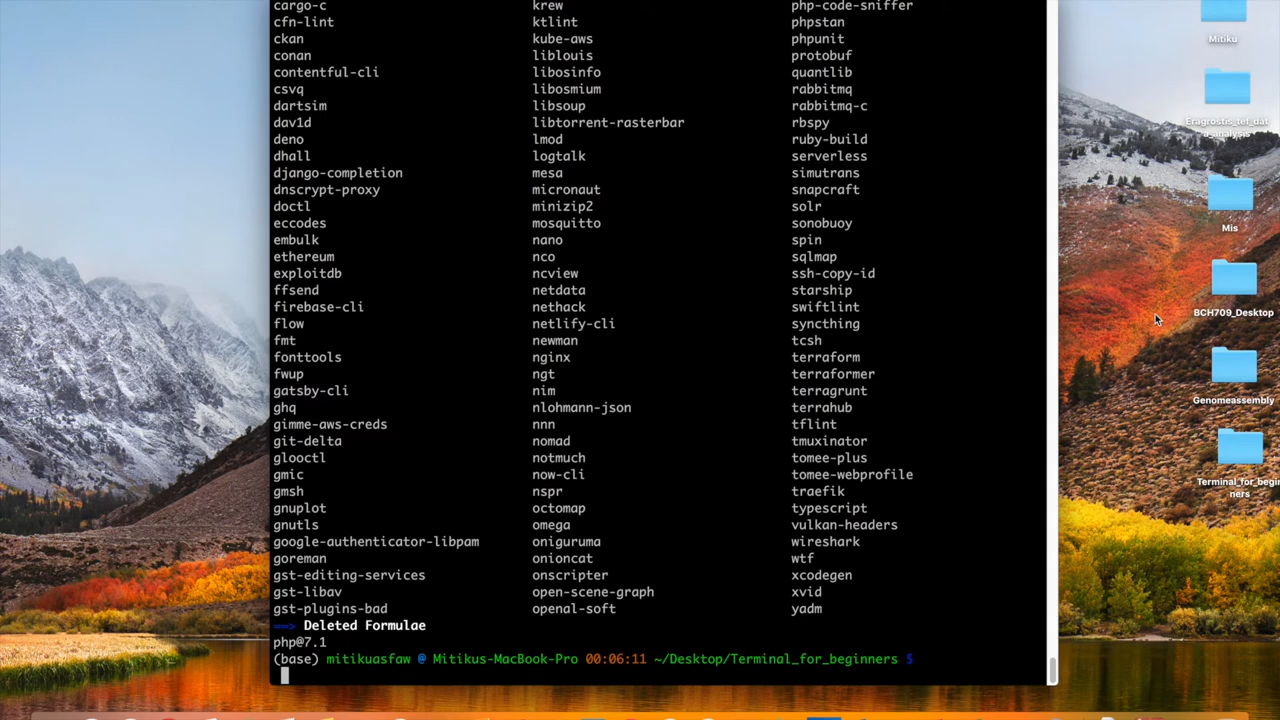 cargo-c krew php-code-sniffer
cfn-lint ktlint phpstan
ckan kube-aws phpunit
conan liblouis protobuf
contentful-cli libosinfo quantlib
csvq libosmium rabbitmq
dartsim libsoup rabbitmq-c
dav1d libtorrent-rasterbar rbspy
deno lmod ruby-build
dhall logtalk serverless
django-completion mesa simutrans
dnscrypt-proxy micronaut snapcraft
doctl minizip2 solr
eccodes mosquitto sonobuoy
embulk nano spin
ethereum nco sqlmap
exploitdb ncview ssh-copy-id
ffsend netdata starship
firebase-cli nethack swiftlint
flow netlify-cli syncthing
fmt newman tcsh
fonttools nginx terraform
fwup ngt terraformer
gatsby-cli nim terragrunt
ghq nlohmann-json terrahub
gimme-aws-creds nnn tflint
git-delta nomad tmuxinator
glooctl notmuch tomee-plus
gmic now-cli tomee-webprofile
gmsh nspr traefik
gnuplot octomap typescript
gnutls omega vulkan-headers
google-authenticator-libpam oniguruma wireshark
goreman onioncat wtf
gst-editing-services onscripter xcodegen
gst-libav open-scene-graph xvid
gst-plugins-bad openal-soft yadm
==> Deleted Formulae
php@7.1
(base) mitikuasfaw @ Mitikus-MacBook-Pro 00:06:11 ~/Desktop/Terminal_for_beginners $
Mitiku
Eragrostis_tef_dat
a_analysis
Mis
BCH709_Desktop
Genomeassembly
Terminal_for_begin
ners